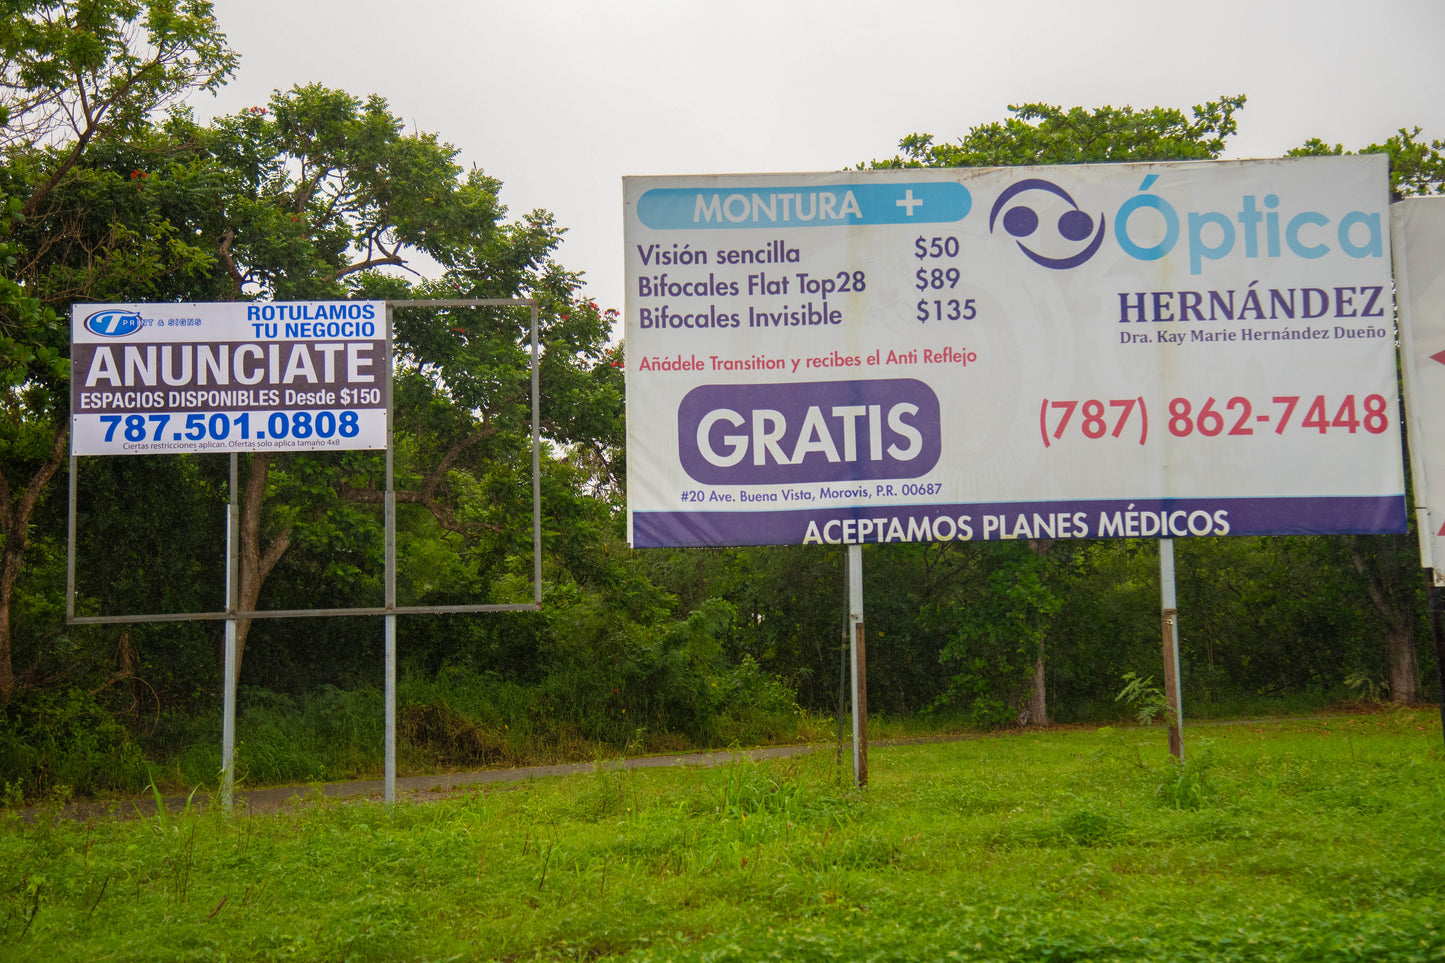 T PRINT & SIGNS
ROTULAMOS
TU NEGOCIO
ANUNCIATE
ESPACIOS DISPONIBLES Desde $150
787.501.0808
Ciertas restricciones aplican. Ofertas solo aplica tamaño 4x8
MONTURA +
Visión sencilla $50
Bifocales Flat Top28 $89
Bifocales Invisible $135
Añádele Transition y recibes el Anti Reflejo
GRATIS
#20 Ave. Buena Vista, Morovis, P.R. 00687
Óptica
HERNÁNDEZ
Dra. Kay Marie Hernández Dueño
(787) 862-7448
ACEPTAMOS PLANES MÉDICOS